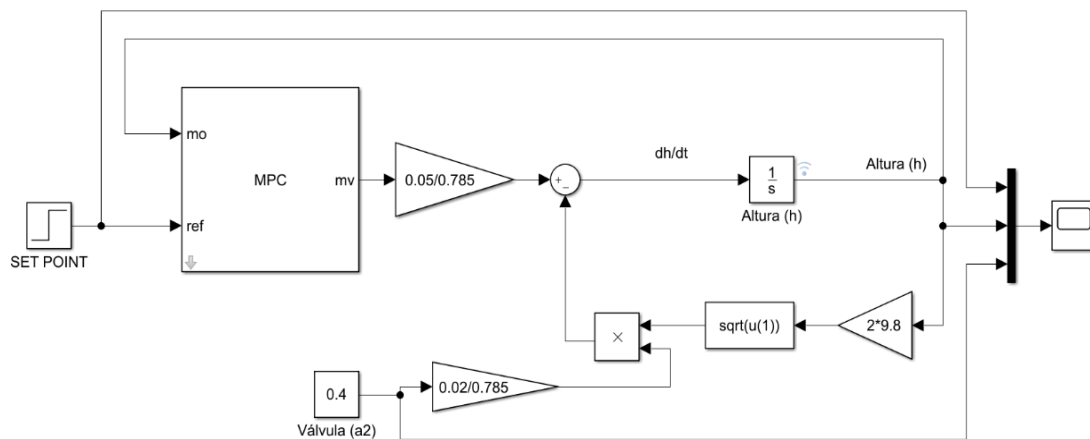 mo
MPC
mv
ref
SET POINT
0.05/0.785
+
−
dh/dt
1
s
Altura (h)
Altura (h)
sqrt(u(1))
2*9.8
×
0.4
Válvula (a2)
0.02/0.785